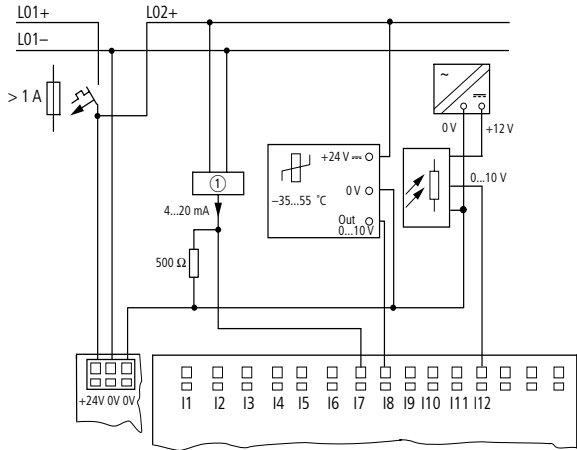 L01+ L02+
L01–
> 1 A
~
0 V +12 V
+24 V
0 V
–35...55 °C
Out
0...10 V
0...10 V
1
4...20 mA
500 Ω
+24V 0V 0V
I1 I2 I3 I4 I5 I6 I7 I8 I9 I10 I11 I12